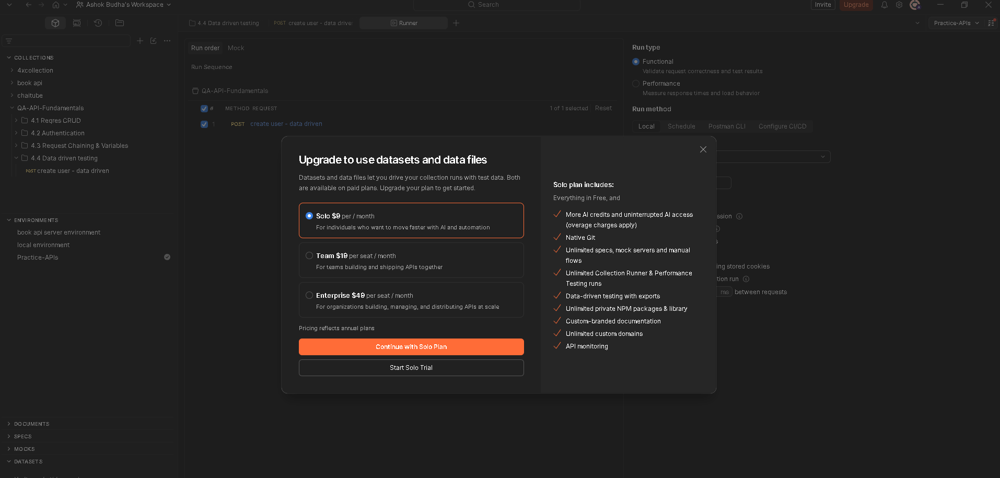 Ashok Budha's Workspace
Search
Invite
Upgrade
4.4 Data driven testing
POST create user - data driver
Runner
Practice-APIs
COLLECTIONS
4xcollection
book api
chaitube
QA-API-Fundamentals
4.1 Reqres CRUD
4.2 Authentication
4.3 Request Chaining & Variables
4.4 Data driven testing
POST create user - data driven
ENVIRONMENTS
book api server environment
local environment
Practice-APIs
DOCUMENTS
SPECS
MOCKS
DATASETS
Run order
Mock
Run Sequence
QA-API-Fundamentals
# METHOD REQUEST
1 of 1 selected
Reset
1 POST create user - data driven
Run type
Functional
Validate request correctness and test results
Performance
Measure response times and load behavior
Run method
Local
Schedule
Postman CLI
Configure CI/CD
ssion
s
ing stored cookies
tion run
ms between requests
Upgrade to use datasets and data files
Datasets and data files let you drive your collection runs with test data. Both
are available on paid plans. Upgrade your plan to get started.
Solo $9 per / month
For individuals who want to move faster with AI and automation
Team $19 per seat / month
For teams building and shipping APIs together
Enterprise $49 per seat / month
For organizations building, managing, and distributing APIs at scale
Pricing reflects annual plans
Continue with Solo Plan
Start Solo Trial
Solo plan includes:
Everything in Free, and
More AI credits and uninterrupted AI access
(overage charges apply)
Native Git
Unlimited specs, mock servers and manual
flows
Unlimited Collection Runner & Performance
Testing runs
Data-driven testing with exports
Unlimited private NPM packages & library
Custom-branded documentation
Unlimited custom domains
API monitoring